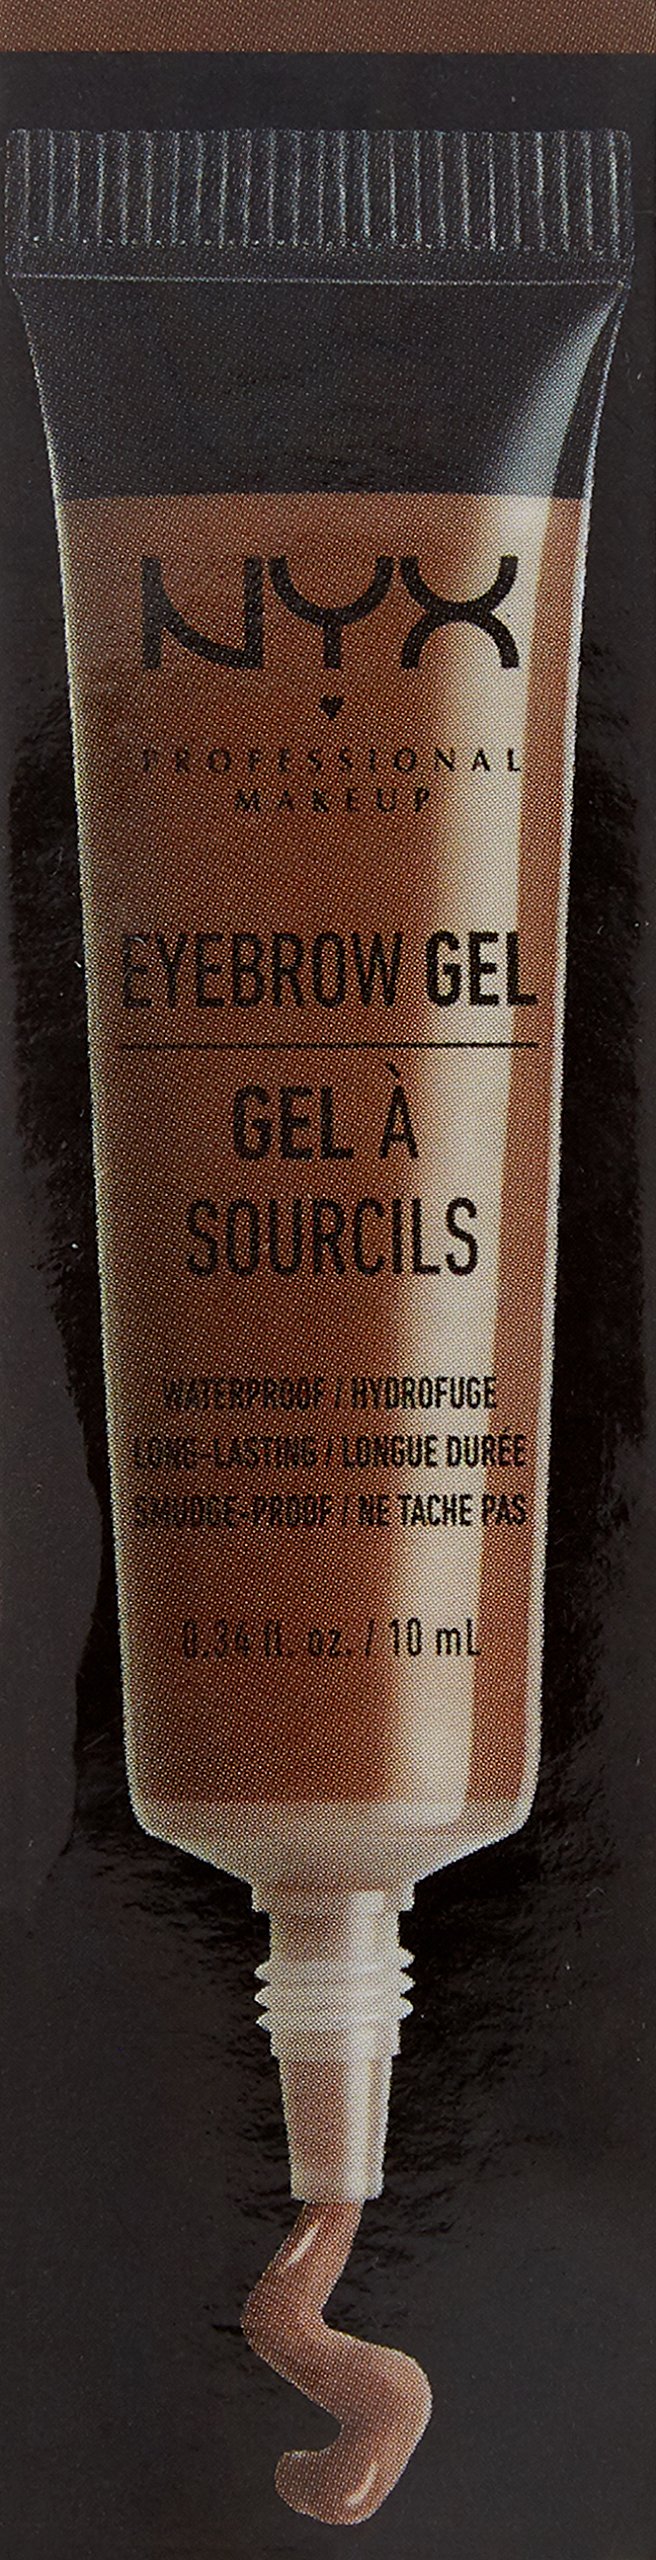 NYX
PROFESSIONAL
MAKEUP
EYEBROW GEL
GEL À
SOURCILS
WATERPROOF / HYDROFUGE
LONG-LASTING / LONGUE DURÉE
SMUDGE-PROOF / NE TACHE PAS
0.34 fl. oz. / 10 mL